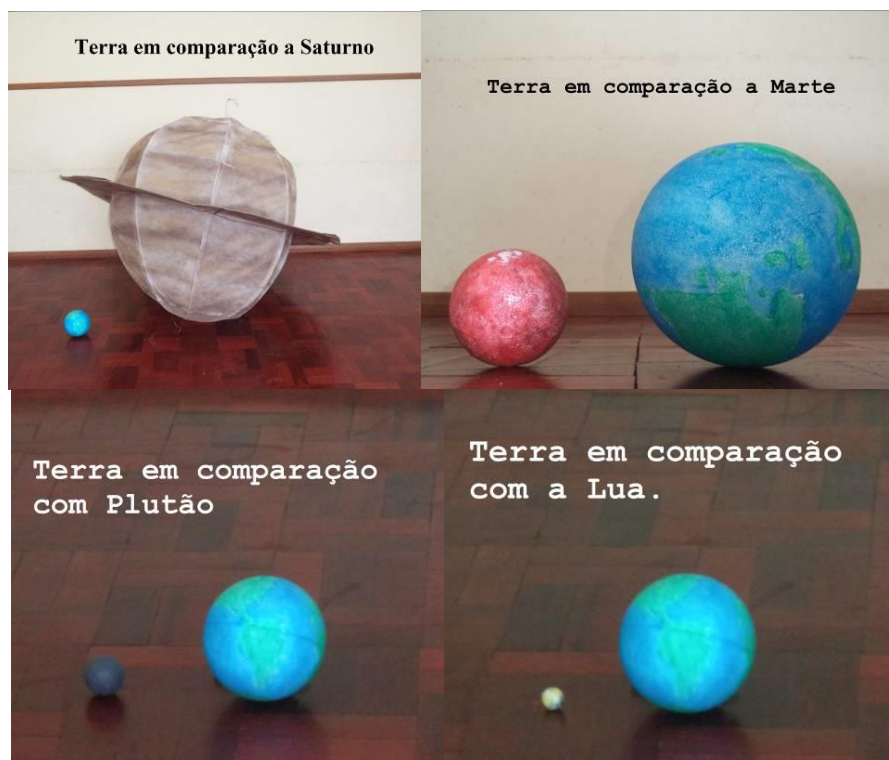 Terra em comparação a Saturno
Terra em comparação a Marte
Terra em comparação
com Plutão
Terra em comparação
com a Lua.